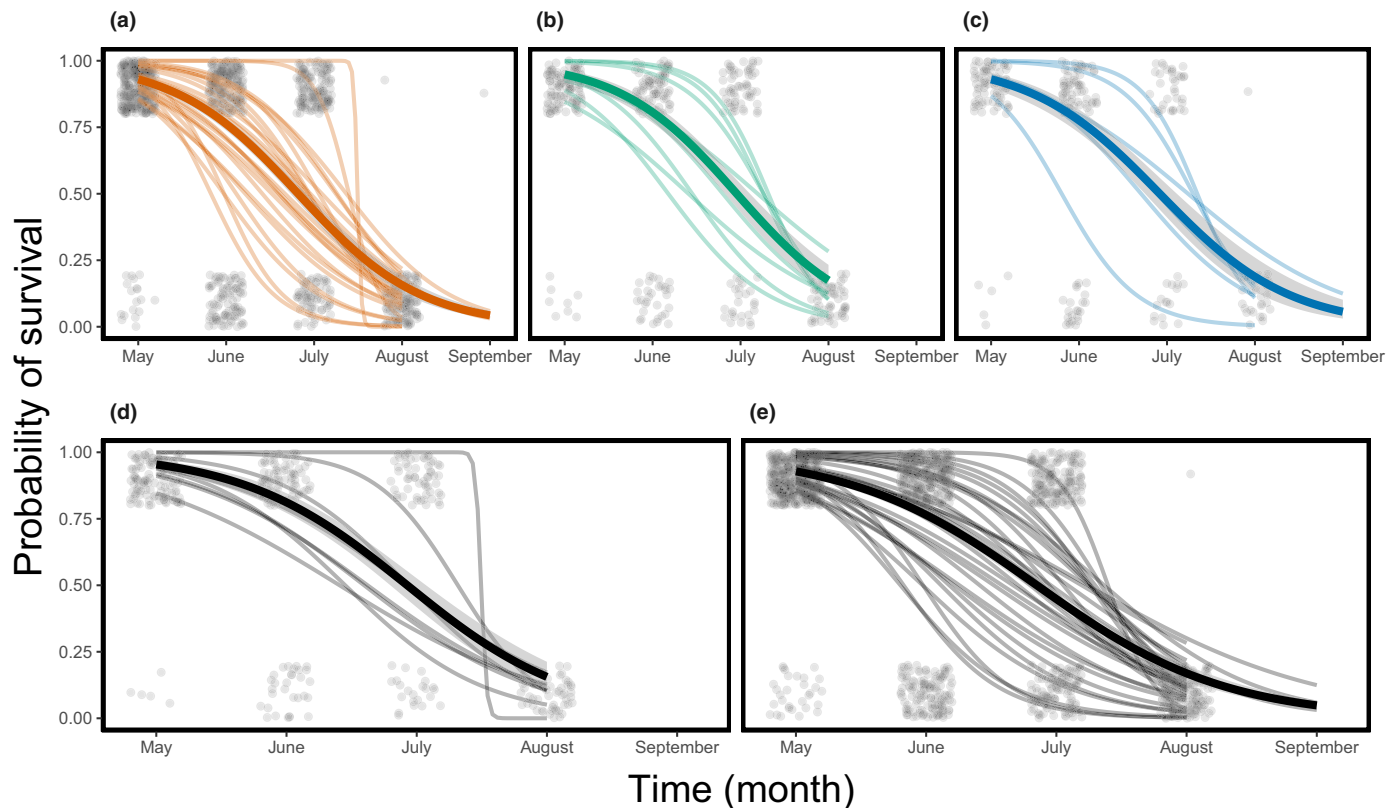 (a) (b) (c)
1.00
0.75
0.50
0.25
0.00
May June July August September May June July August September May June July August September
Probability of survival
(d) (e)
1.00
0.75
0.50
0.25
0.00
May June July August September May June July August September
Time (month)